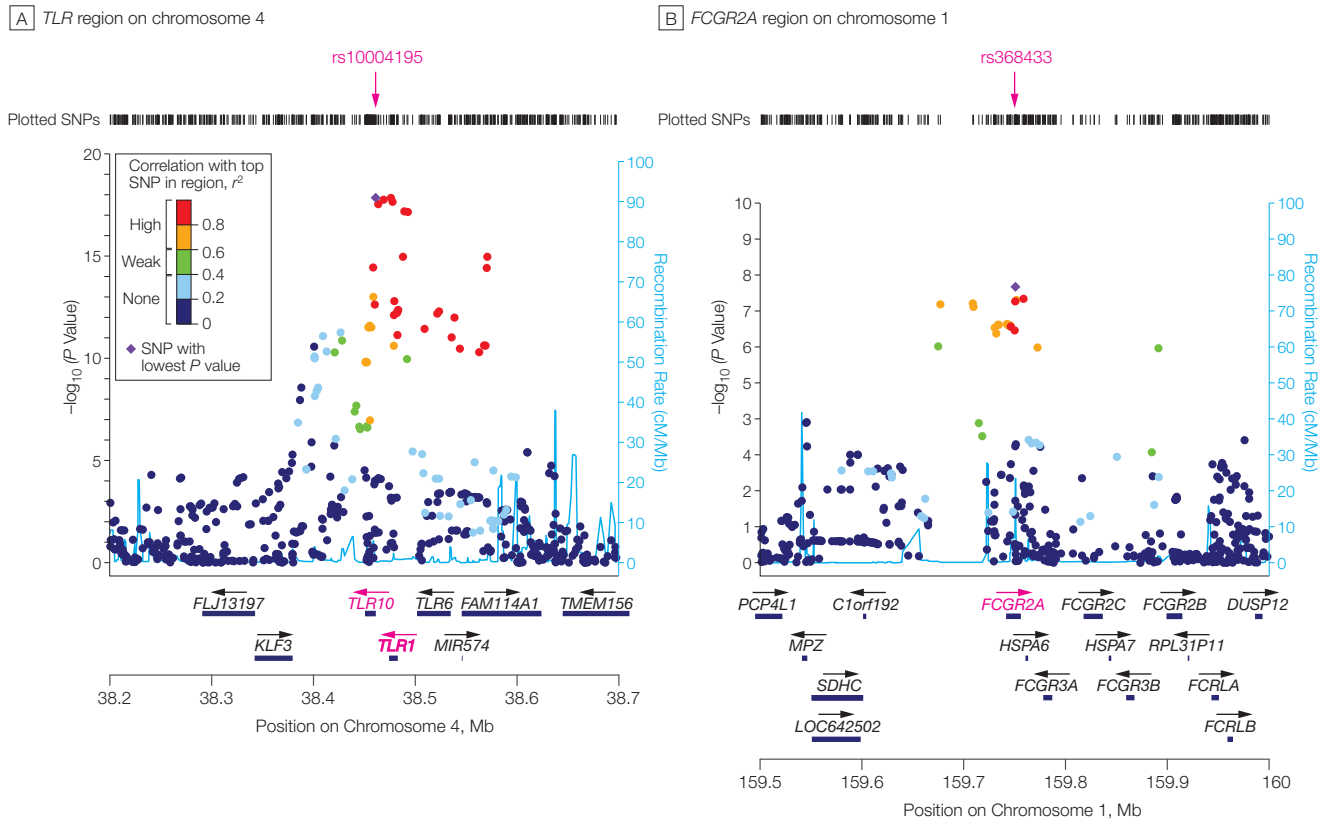 A TLR region on chromosome 4
rs10004195
Plotted SNPs
20
15
10
5
0
–log10 (P Value)
Correlation with top
SNP in region, r2
High
Weak
None
0.8
0.6
0.4
0.2
0
SNP with
lowest P value
100
90
80
70
60
50
40
30
20
10
0
Recombination Rate (cM/Mb)
FLJ13197
TLR10
TLR6
FAM114A1
TMEM156
KLF3
TLR1
MIR574
38.2
38.3
38.4
38.5
38.6
38.7
Position on Chromosome 4, Mb
B FCGR2A region on chromosome 1
rs368433
Plotted SNPs
10
9
8
7
6
5
3
4
2
1
0
–log10 (P Value)
100
90
80
70
60
50
40
30
20
10
0
Recombination Rate (cM/Mb)
PCP4L1
C1orf192
FCGR2A
FCGR2C
FCGR2B
DUSP12
MPZ
HSPA6
HSPA7
RPL31P11
SDHC
FCGR3A
FCGR3B
FCRLA
LOC642502
FCRLB
159.5
159.6
159.7
159.8
159.9
160
Position on Chromosome 1, Mb